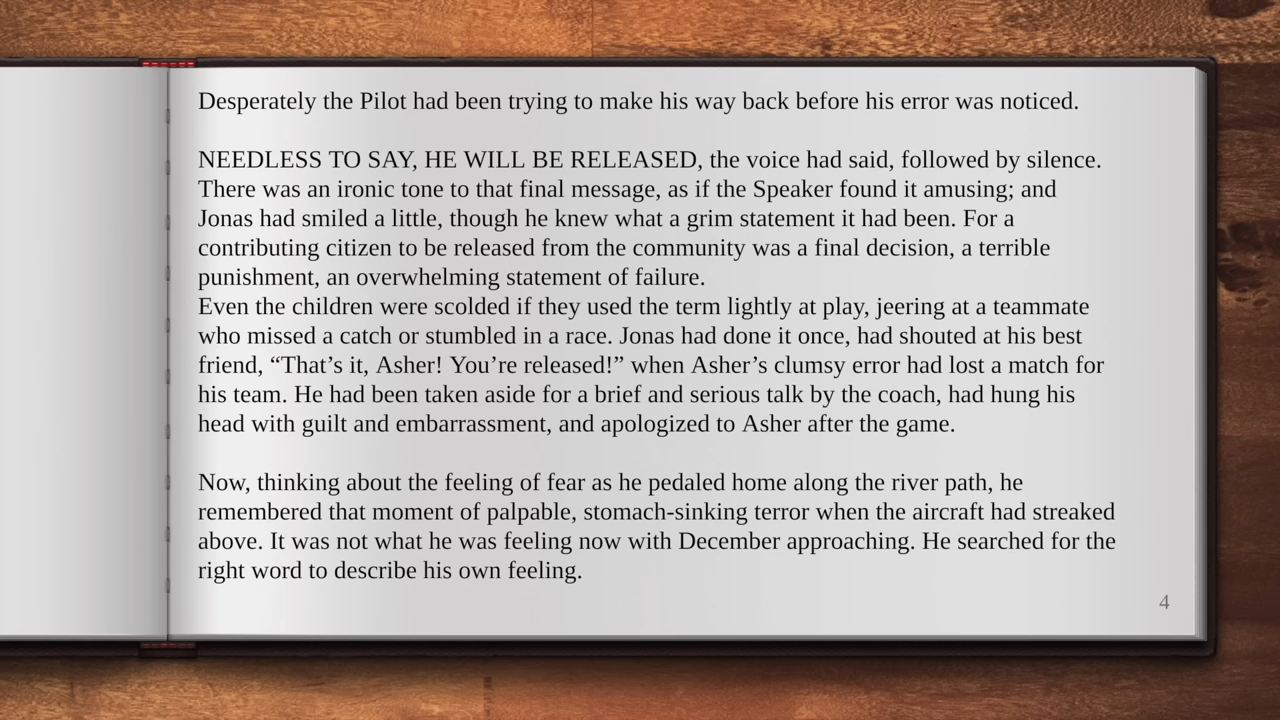 Desperately the Pilot had been trying to make his way back before his error was noticed.
NEEDLESS TO SAY, HE WILL BE RELEASED, the voice had said, followed by silence.
There was an ironic tone to that final message, as if the Speaker found it amusing; and
Jonas had smiled a little, though he knew what a grim statement it had been. For a
contributing citizen to be released from the community was a final decision, a terrible
punishment, an overwhelming statement of failure.
Even the children were scolded if they used the term lightly at play, jeering at a teammate
who missed a catch or stumbled in a race. Jonas had done it once, had shouted at his best
friend, “That’s it, Asher! You’re released!” when Asher’s clumsy error had lost a match for
his team. He had been taken aside for a brief and serious talk by the coach, had hung his
head with guilt and embarrassment, and apologized to Asher after the game.
Now, thinking about the feeling of fear as he pedaled home along the river path, he
remembered that moment of palpable, stomach-sinking terror when the aircraft had streaked
above. It was not what he was feeling now with December approaching. He searched for the
right word to describe his own feeling.
4